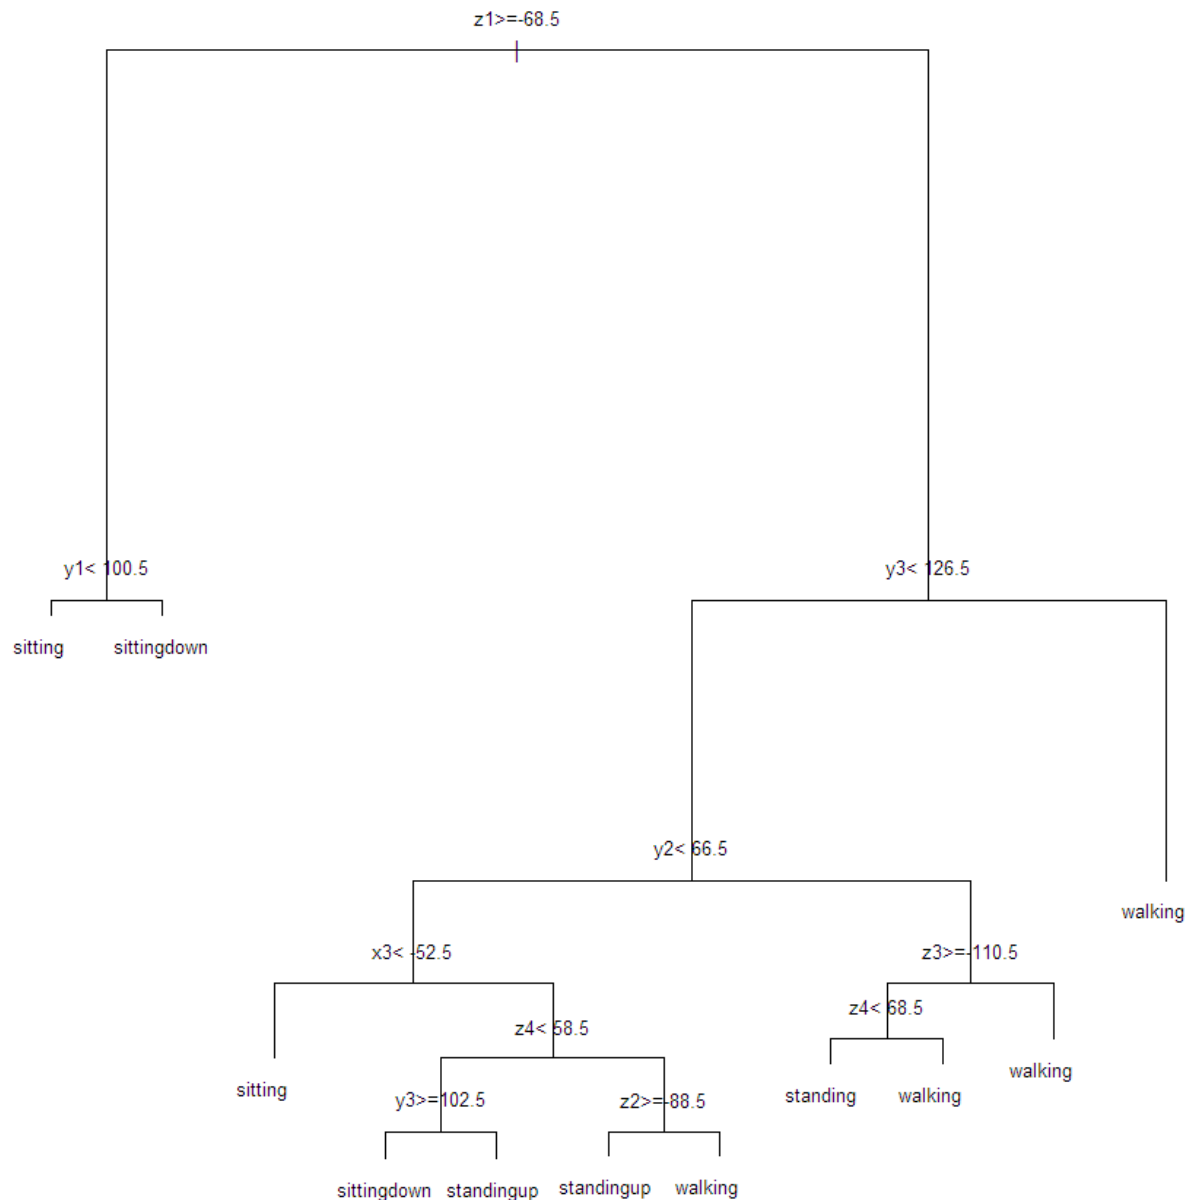 z1>=-68.5
y1< 100.5
y3< 126.5
sitting
sittingdown
y2< 66.5
walking
x3< -52.5
z3>=-110.5
z4< 68.5
z4< 58.5
walking
sitting
standing
walking
y3>=102.5
z2>=-88.5
sittingdown
standingup
standingup
walking